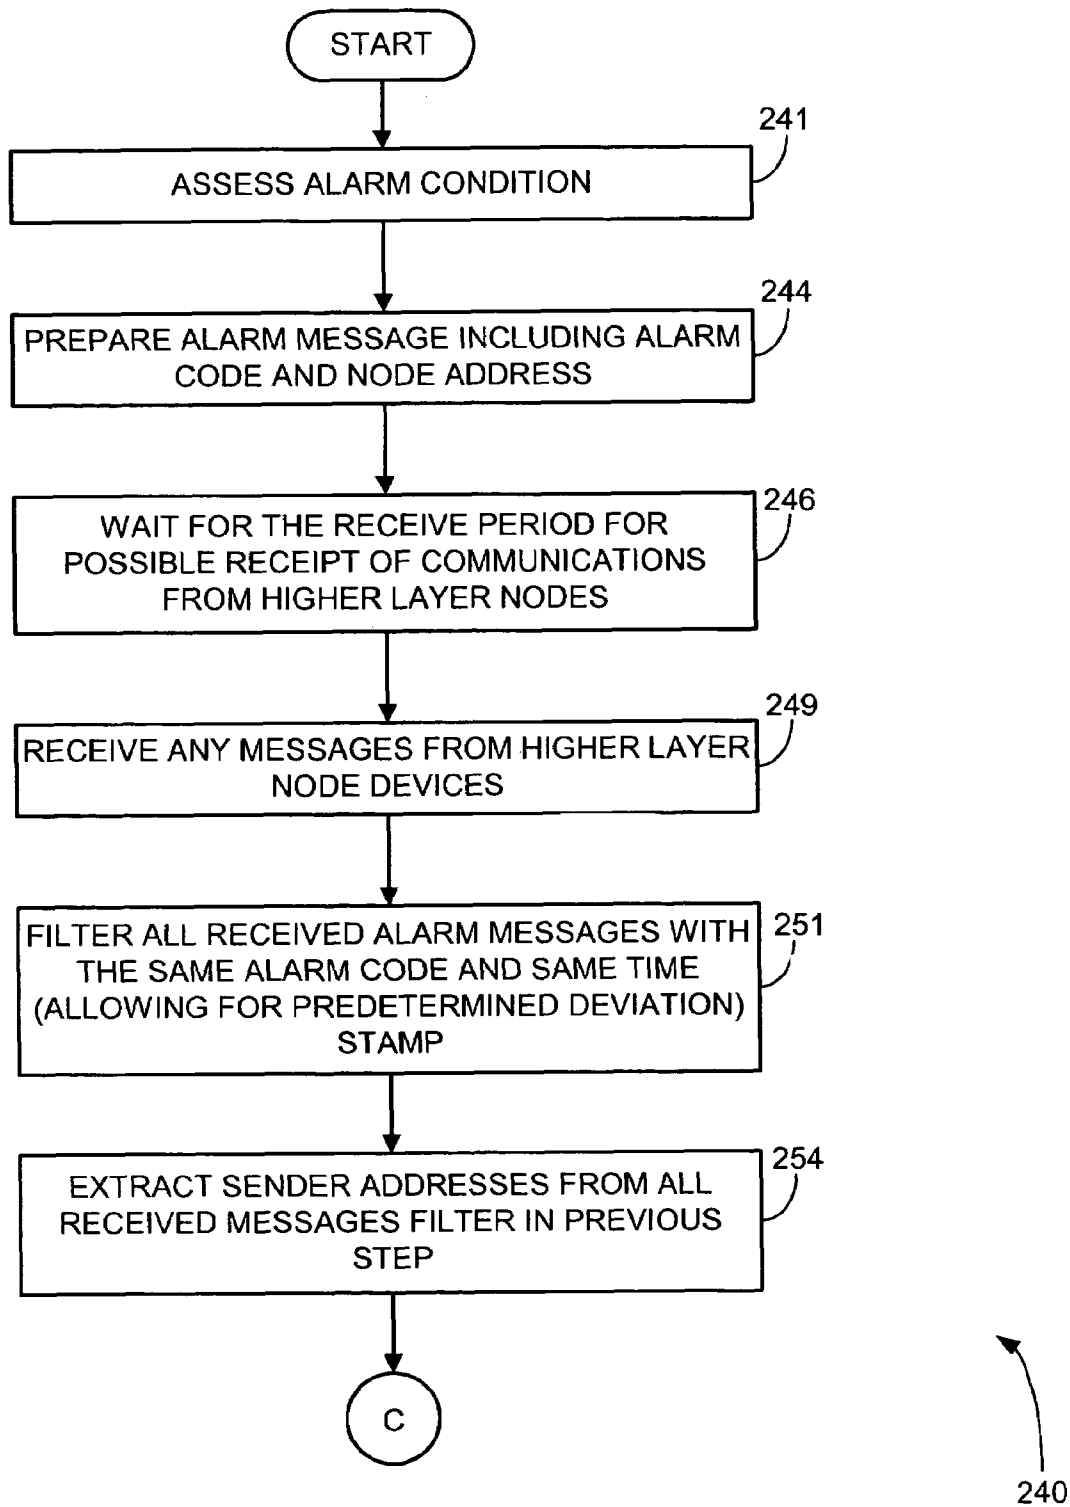 START
241
ASSESS ALARM CONDITION
244
PREPARE ALARM MESSAGE INCLUDING ALARM
CODE AND NODE ADDRESS
246
WAIT FOR THE RECEIVE PERIOD FOR
POSSIBLE RECEIPT OF COMMUNICATIONS
FROM HIGHER LAYER NODES
249
RECEIVE ANY MESSAGES FROM HIGHER LAYER
NODE DEVICES
251
FILTER ALL RECEIVED ALARM MESSAGES WITH
THE SAME ALARM CODE AND SAME TIME
(ALLOWING FOR PREDETERMINED DEVIATION)
STAMP
254
EXTRACT SENDER ADDRESSES FROM ALL
RECEIVED MESSAGES FILTER IN PREVIOUS
STEP
C
240